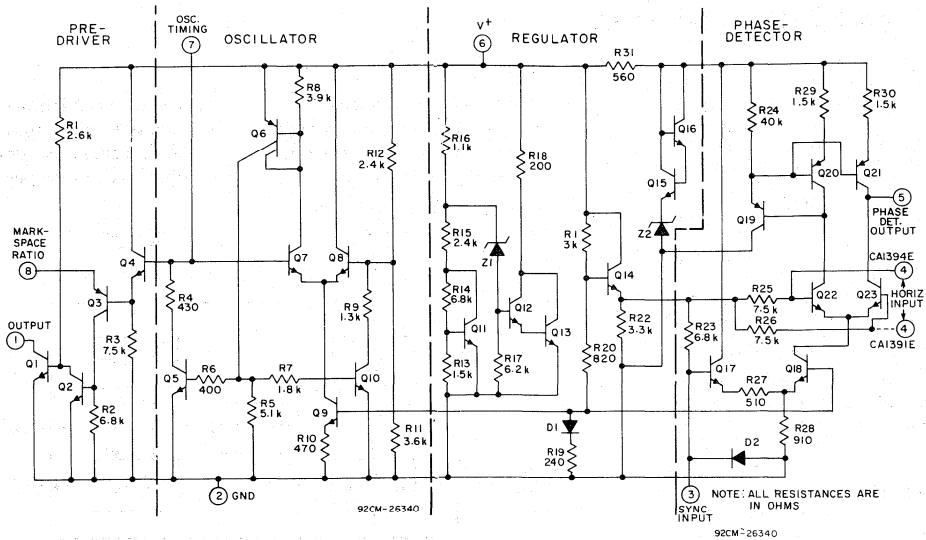 PRE-
DRIVER
OSC.
TIMING
7
OSCILLATOR
V+
6
REGULATOR
PHASE-
DETECTOR
R31
560
R1
2.6k
R8
3.9k
Q6
R12
2.4k
R16
1.1k
R18
200
R24
40k
R29
1.5k
R30
1.5k
Q16
Q15
Q20
Q21
Q19
5
PHASE
DET.
OUTPUT
MARK-
SPACE
RATIO
8
Q4
Q7
Q8
R15
2.4k
Z1
R1
3k
Q14
Z2
CA1394E
4
HORIZ
INPUT
4
CA1391E
Q3
R4
430
R9
1.3k
R14
6.8k
Q11
Q12
Q13
R22
3.3k
R23
6.8k
R25
7.5k
R26
7.5k
Q22
Q23
OUTPUT
1
R3
7.5k
Q1
Q2
Q5
R6
400
R7
1.8k
Q10
R13
1.5k
R17
6.2k
R20
820
Q17
Q18
R27
510
R2
6.8k
R5
5.1k
Q9
R10
470
R11
3.6k
D1
R19
240
R28
910
D2
2
GND
3
SYNC
INPUT
NOTE: ALL RESISTANCES ARE
IN OHMS
92CM-26340
92CM-26340